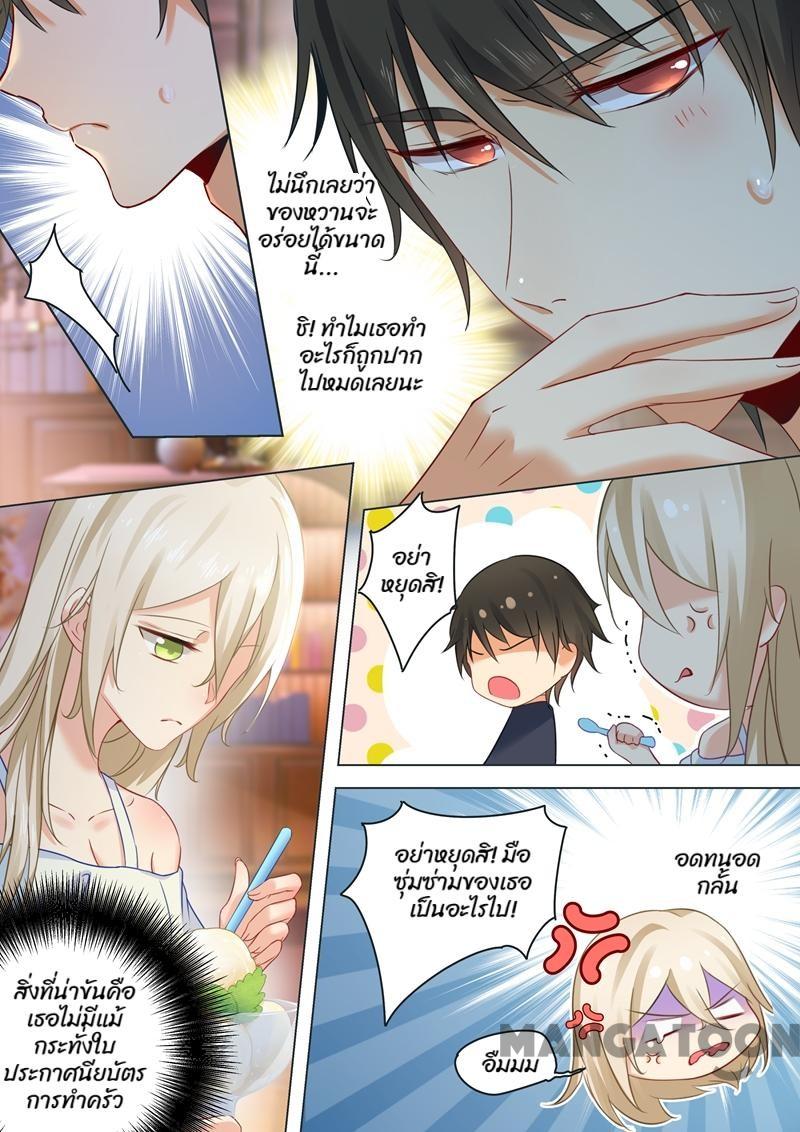 ไม่นึกเลยว่า
ของหวานจะ
อร่อยได้ขนาด
นี้...
ชิ! ทำไมเธอทำ
อะไรก็ถูกปาก
ไปหมดเลยนะ
อย่า
หยุดสิ!
สิ่งที่น่าขันคือ
เธอไม่มีแม้
กระทั่งใบ
ประกาศนียบัตร
การทำครัว
อย่าหยุดสิ! มือ
ซุ่มซ่ามของเธอ
เป็นอะไรไป!
อดทนอด
กลั้น
อืมมม
MANGATOON